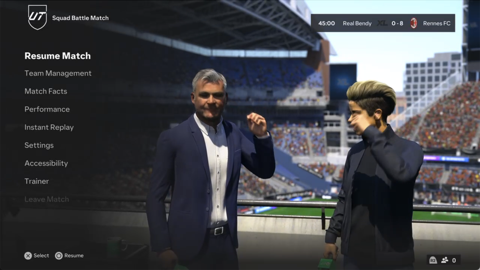 UT
Squad Battle Match
45:00 Real Bendy 0 - 8 Rennes FC
Resume Match
Team Management
Match Facts
Performance
Instant Replay
Settings
Accessibility
Trainer
Leave Match
Select Resume
0